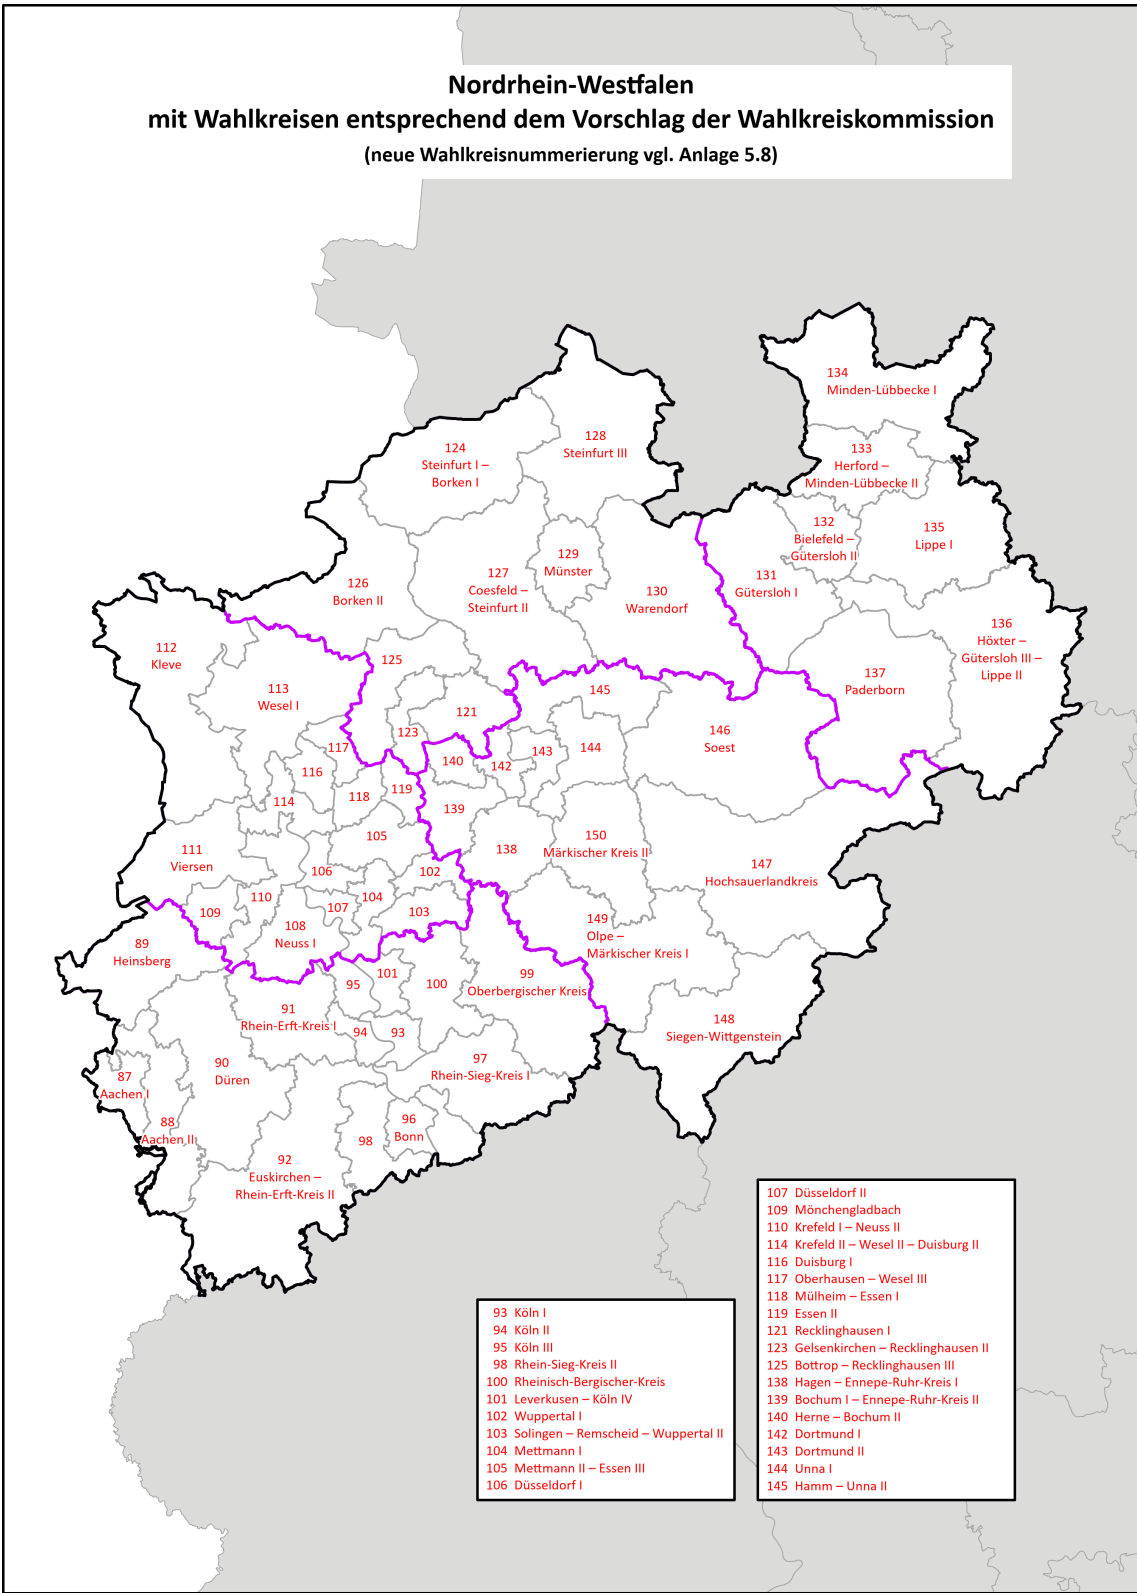 Nordrhein-Westfalen
mit Wahlkreisen entsprechend dem Vorschlag der Wahlkreiskommission
(neue Wahlkreisnummerierung vgl. Anlage 5.8)
134
Minden-Lübbecke I
128
Steinfurt III
124
Steinfurt I –
Borken I
133
Herford –
Minden-Lübbecke II
132
Bielefeld –
Gütersloh II
135
Lippe I
129
Münster
127
Coesfeld –
Steinfurt II
131
Gütersloh I
126
Borken II
130
Warendorf
136
Höxter –
Gütersloh III –
Lippe II
112
Kleve
125
137
Paderborn
113
Wesel I
145
121
146
Soest
123
117
143
144
140
142
116
118
119
114
139
105
150
Märkischer Kreis II
138
111
Viersen
106
102
147
Hochsauerlandkreis
110
104
109
107
103
108
Neuss I
149
Olpe –
Märkischer Kreis I
89
Heinsberg
101
99
Oberbergischer Kreis
95
100
91
Rhein-Erft-Kreis I
148
Siegen-Wittgenstein
94
93
90
Düren
97
Rhein-Sieg-Kreis I
87
Aachen I
88
Aachen II
96
Bonn
98
92
Euskirchen –
Rhein-Erft-Kreis II
93 Köln I
94 Köln II
95 Köln III
98 Rhein-Sieg-Kreis II
100 Rheinisch-Bergischer-Kreis
101 Leverkusen – Köln IV
102 Wuppertal I
103 Solingen – Remscheid – Wuppertal II
104 Mettmann I
105 Mettmann II – Essen III
106 Düsseldorf I
107 Düsseldorf II
109 Mönchengladbach
110 Krefeld I – Neuss II
114 Krefeld II – Wesel II – Duisburg II
116 Duisburg I
117 Oberhausen – Wesel III
118 Mülheim – Essen I
119 Essen II
121 Recklinghausen I
123 Gelsenkirchen – Recklinghausen II
125 Bottrop – Recklinghausen III
138 Hagen – Ennepe-Ruhr-Kreis I
139 Bochum I – Ennepe-Ruhr-Kreis II
140 Herne – Bochum II
142 Dortmund I
143 Dortmund II
144 Unna I
145 Hamm – Unna II